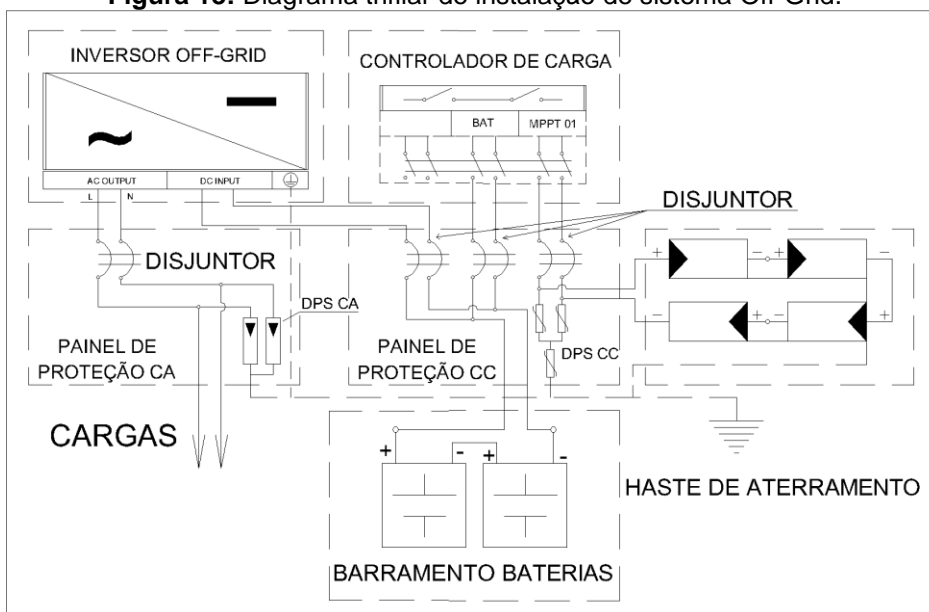 Figura 18: Diagrama trifilar de instalação do sistema Off-Grid.
INVERSOR OFF-GRID
CONTROLADOR DE CARGA
BAT
MPPT 01
AC OUTPUT
DC INPUT
L
N
DISJUNTOR
DISJUNTOR
DPS CA
PAINEL DE
PROTEÇÃO CA
PAINEL DE
PROTEÇÃO CC
DPS CC
+
-
+
-
-
+
-
+
CARGAS
+
-
+
-
HASTE DE ATERRAMENTO
BARRAMENTO BATERIAS